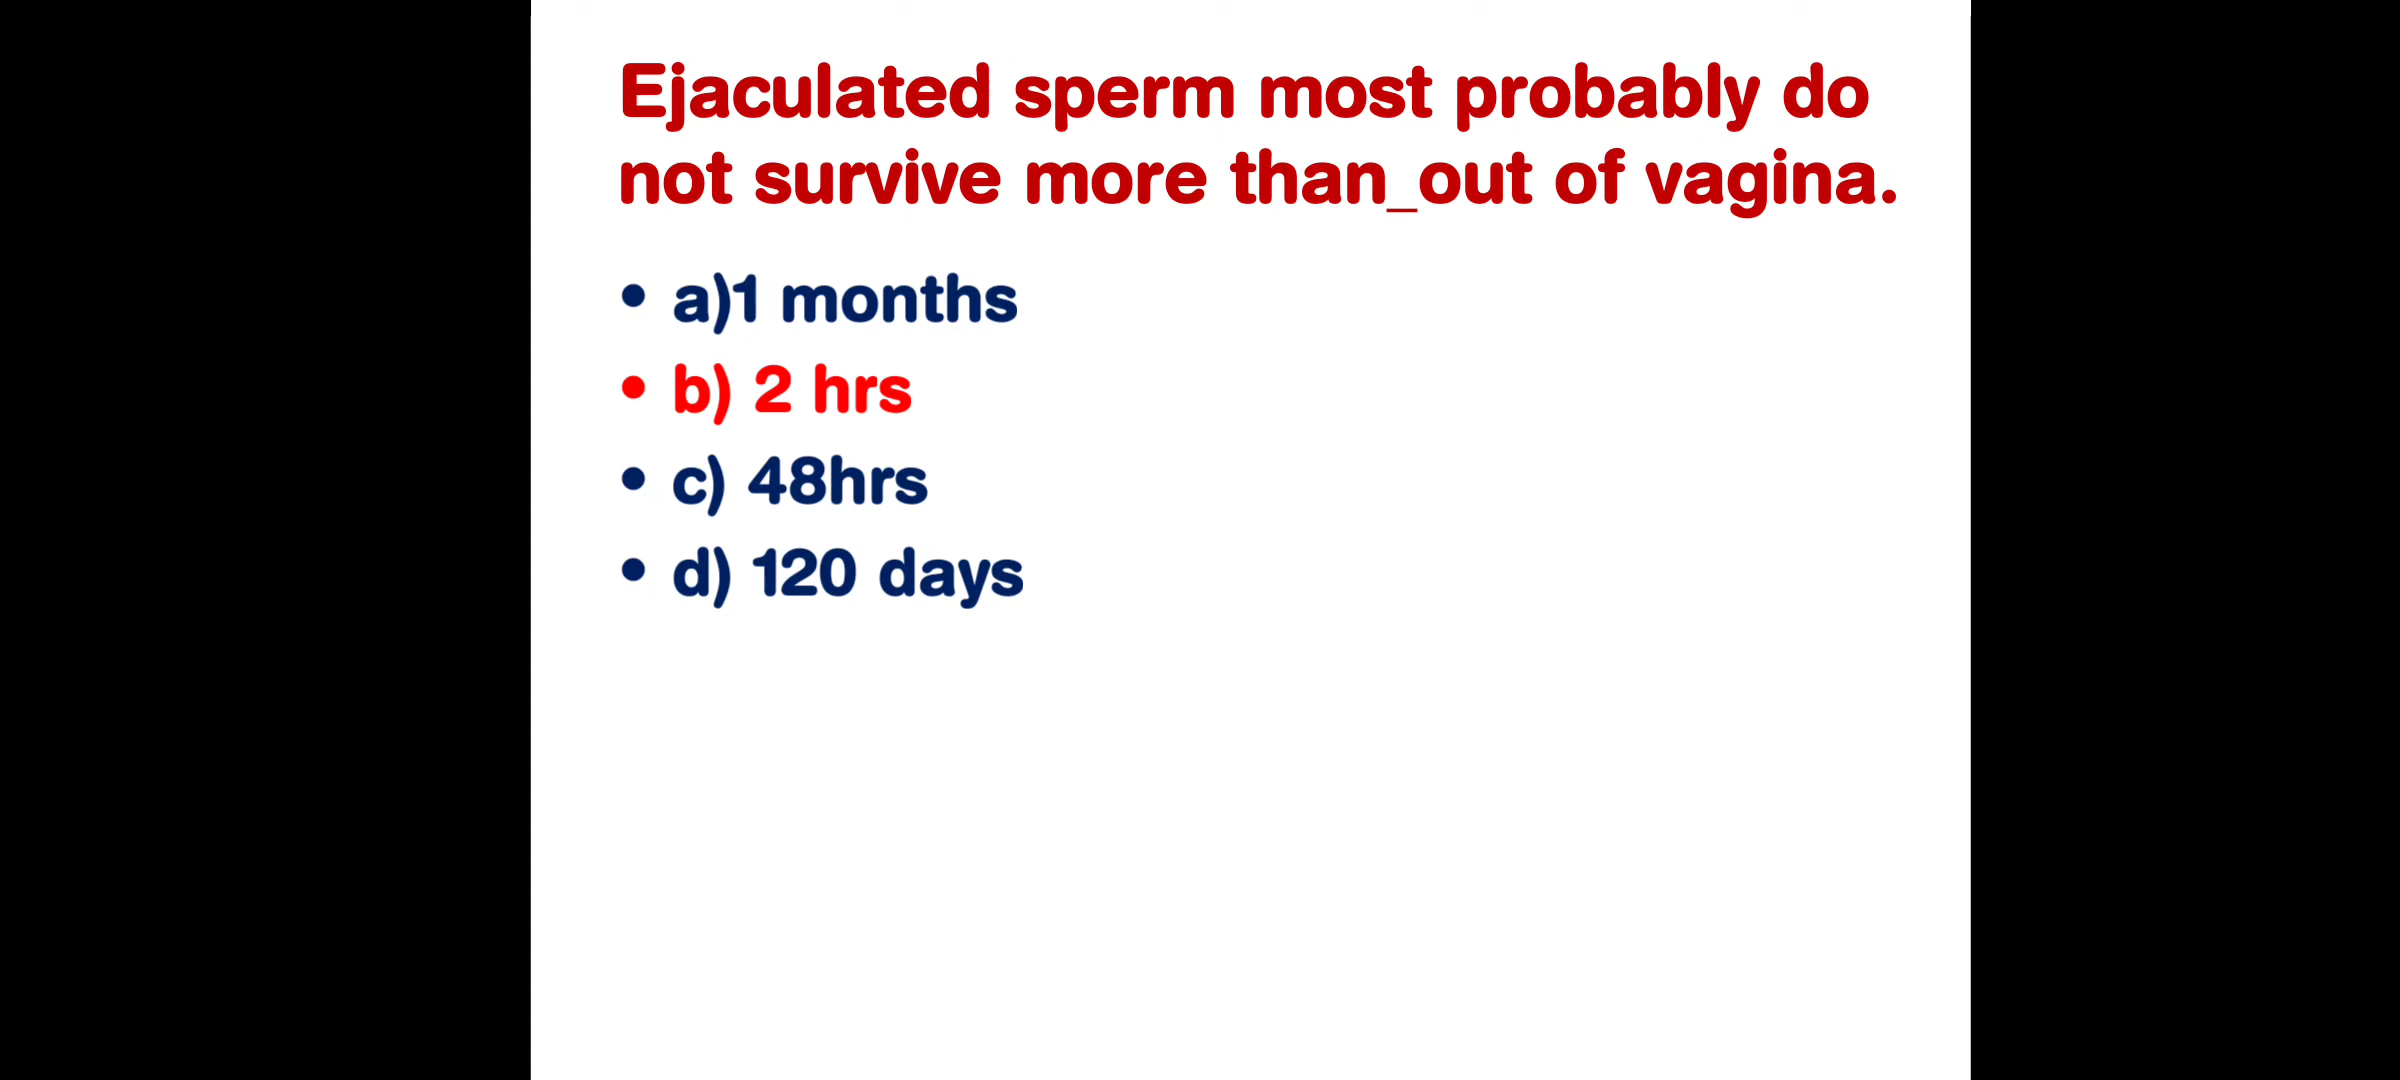 Ejaculated sperm most probably do
not survive more than_out of vagina.
• a)1 months
• b) 2 hrs
• c) 48hrs
• d) 120 days